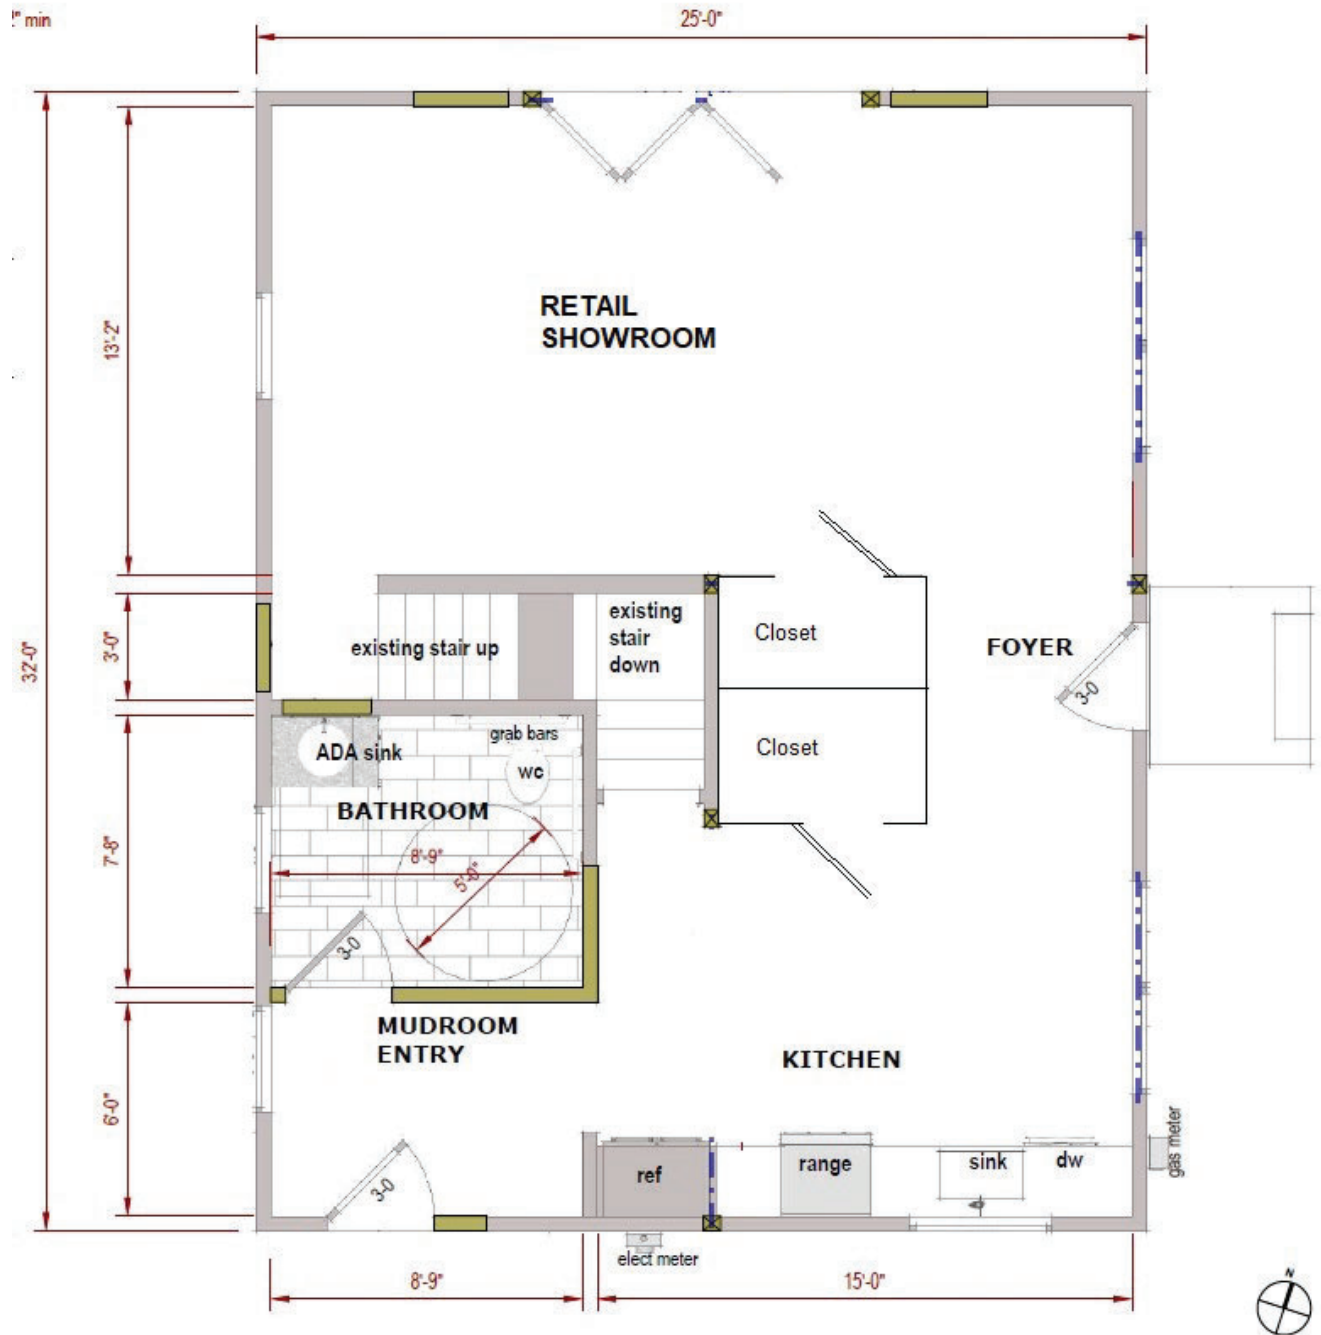 2" min
25'-0"
RETAIL
SHOWROOM
13'-2"
32'-0"
3'-0"
existing stair up
existing
stair
down
Closet
FOYER
3-0
Closet
ADA sink
grab bars
wc
BATHROOM
8'-9"
5'-0"
7'-8"
3-0
MUDROOM
ENTRY
KITCHEN
6'-0"
3-0
ref
range
sink
dw
gas meter
elect meter
8'-9"
15'-0"
N